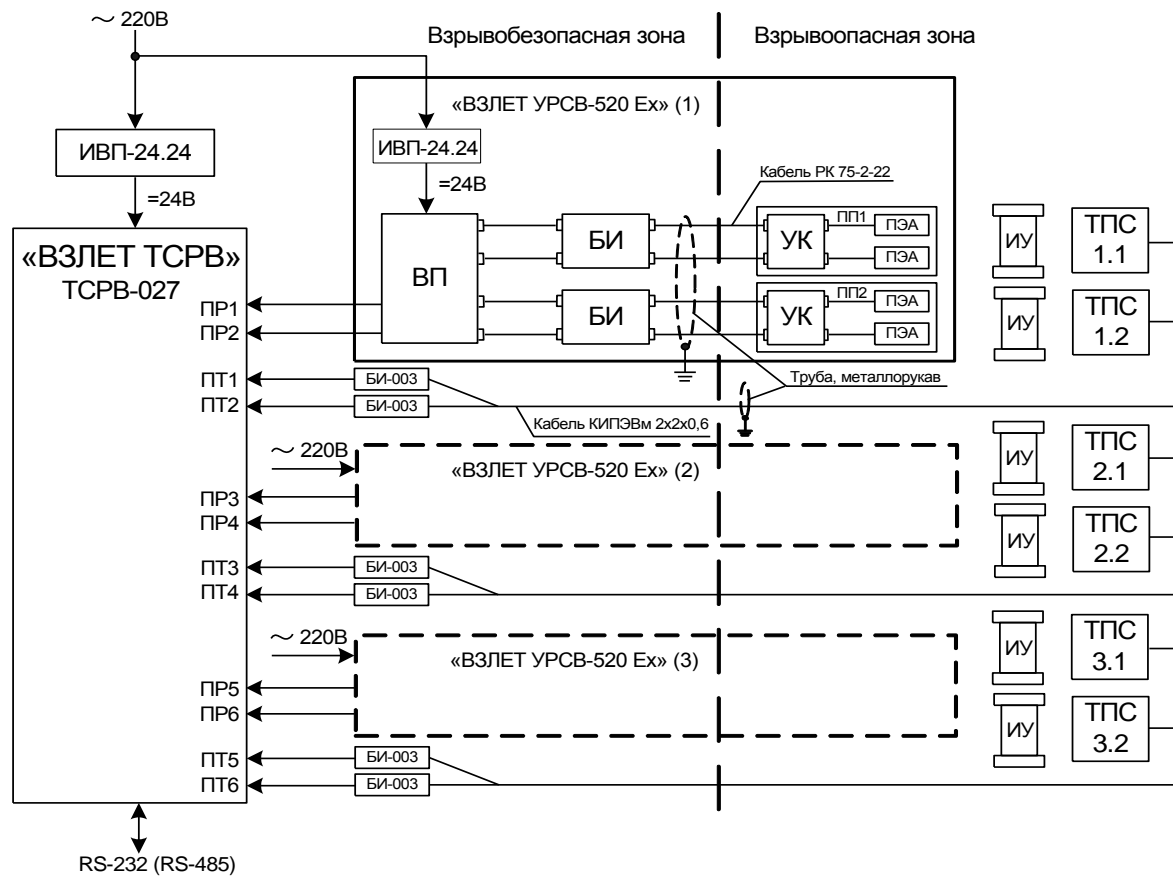 ~ 220В
Взрывобезопасная зона
Взрывоопасная зона
«ВЗЛЕТ УРСВ-520 Ex» (1)
ИВП-24.24
=24В
ИВП-24.24
=24В
Кабель РК 75-2-22
«ВЗЛЕТ ТСРВ»
ТСРВ-027
ВП
БИ
БИ
УК
ПП1
ПЭА
ПЭА
УК
ПП2
ПЭА
ПЭА
ИУ
ТПС
1.1
ИУ
ТПС
1.2
ПР1
ПР2
Труба, металлорукав
ПТ1
БИ-003
ПТ2
БИ-003
Кабель КИПЭВм 2х2х0,6
~ 220В
«ВЗЛЕТ УРСВ-520 Ex» (2)
ИУ
ТПС
2.1
ПР3
ПР4
ИУ
ТПС
2.2
ПТ3
БИ-003
ПТ4
БИ-003
~ 220В
«ВЗЛЕТ УРСВ-520 Ex» (3)
ИУ
ТПС
3.1
ПР5
ПР6
ИУ
ТПС
3.2
ПТ5
БИ-003
ПТ6
БИ-003
RS-232 (RS-485)